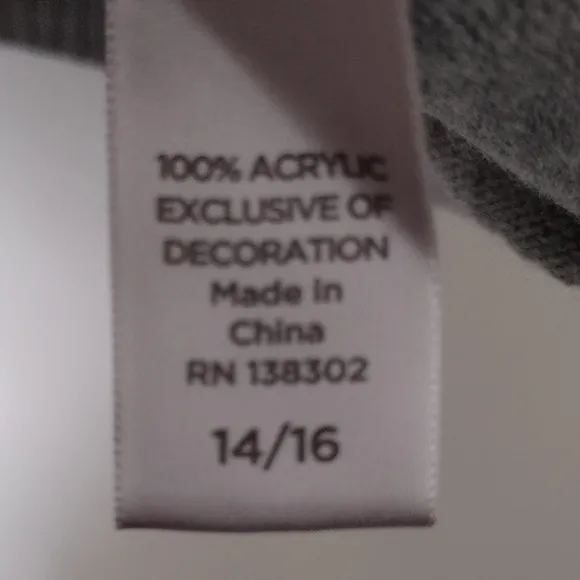 100% ACRYLIC
EXCLUSIVE OF
DECORATION
Made in
China
RN 138302
14/16